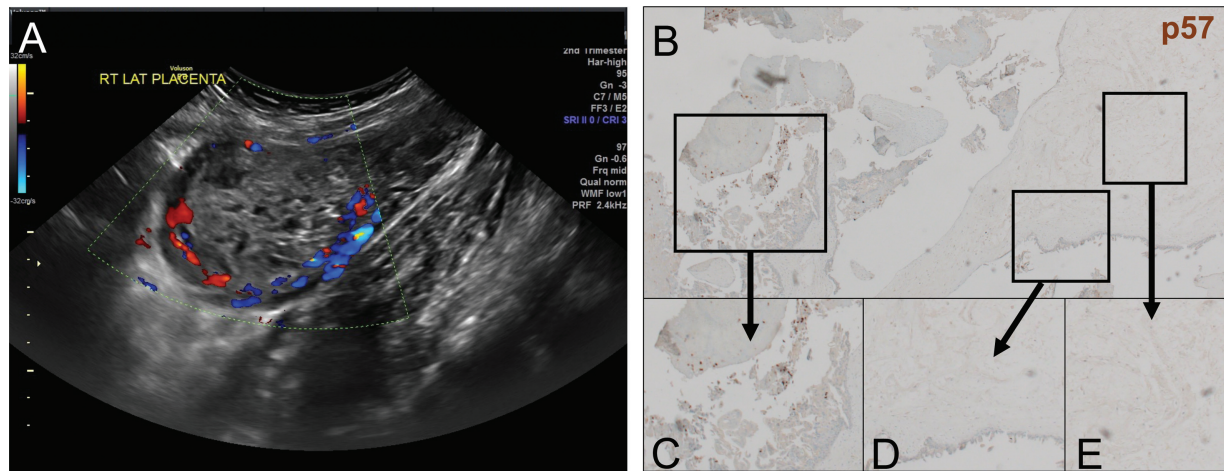 A
Voluson
RT LAT PLACENTA
32cm/s
-32cm/s
2nd Trimester
Har-high
95
Gn -3
C7 / M5
FF3 / E2
SRI II 0 / CRI 3
97
Gn -0.6
Frq mid
Qual norm
WMF low1
PRF 2.4kHz
B
p57
C
D
E